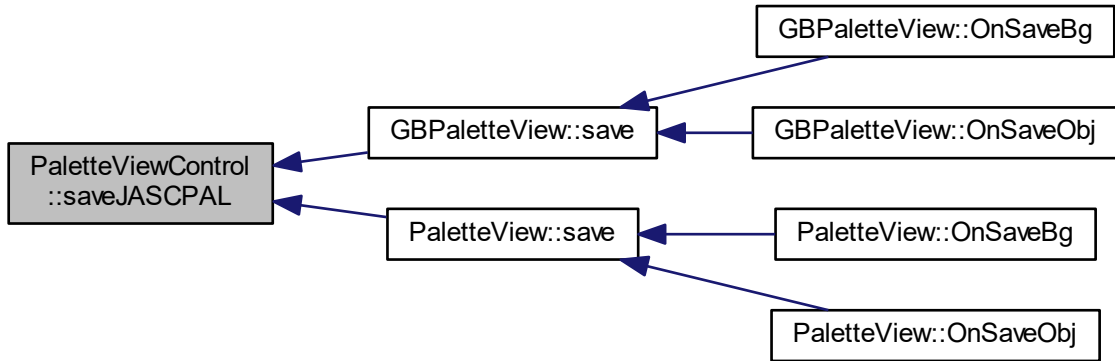 PaletteViewControl
::saveJASCPAL
GBPaletteView::save
PaletteView::save
GBPaletteView::OnSaveBg
GBPaletteView::OnSaveObj
PaletteView::OnSaveBg
PaletteView::OnSaveObj